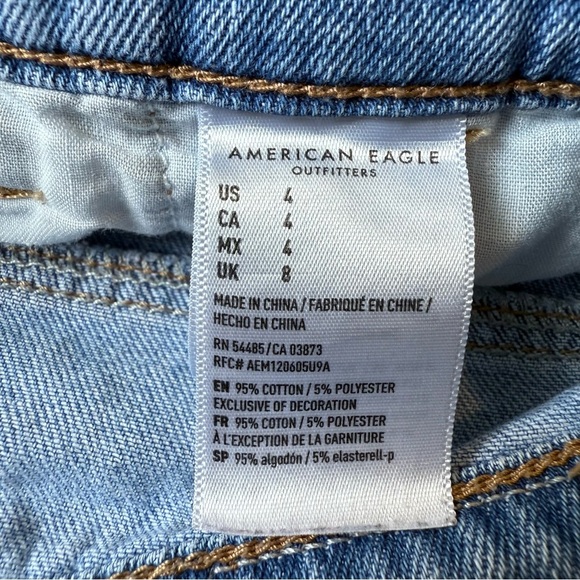 AMERICAN EAGLE
OUTFITTERS
US 4
CA 4
MX 4
UK 8
MADE IN CHINA / FABRIQUÉ EN CHINE /
HECHO EN CHINA
RN 54485/CA 03873
RFC# AEM120605U9A
EN 95% COTTON / 5% POLYESTER
EXCLUSIVE OF DECORATION
FR 95% COTON / 5% POLYESTER
À L'EXCEPTION DE LA GARNITURE
SP 95% algodón / 5% elasterell-p